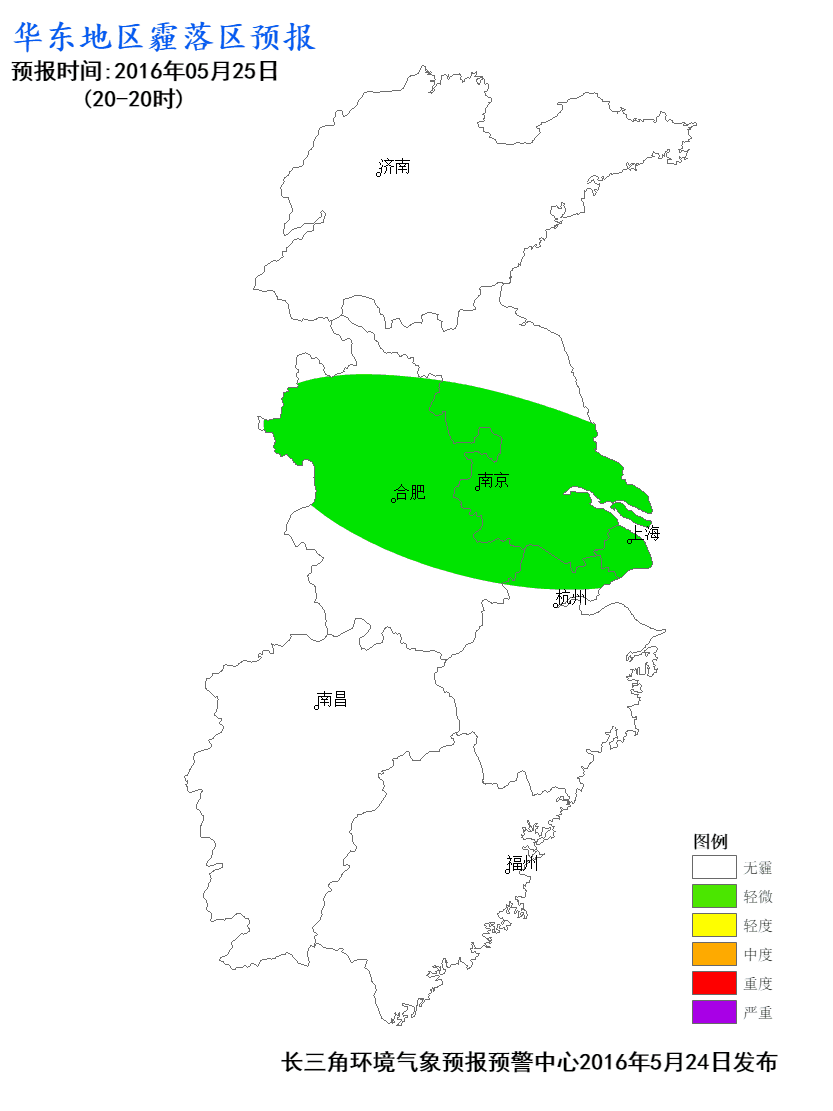 华东地区霾落区预报
预报时间:2016年05月25日
(20-20时)
济南
南京
合肥
上海
杭州
南昌
福州
图例
无霾
轻微
轻度
中度
重度
严重
长三角环境气象预报预警中心2016年5月24日发布